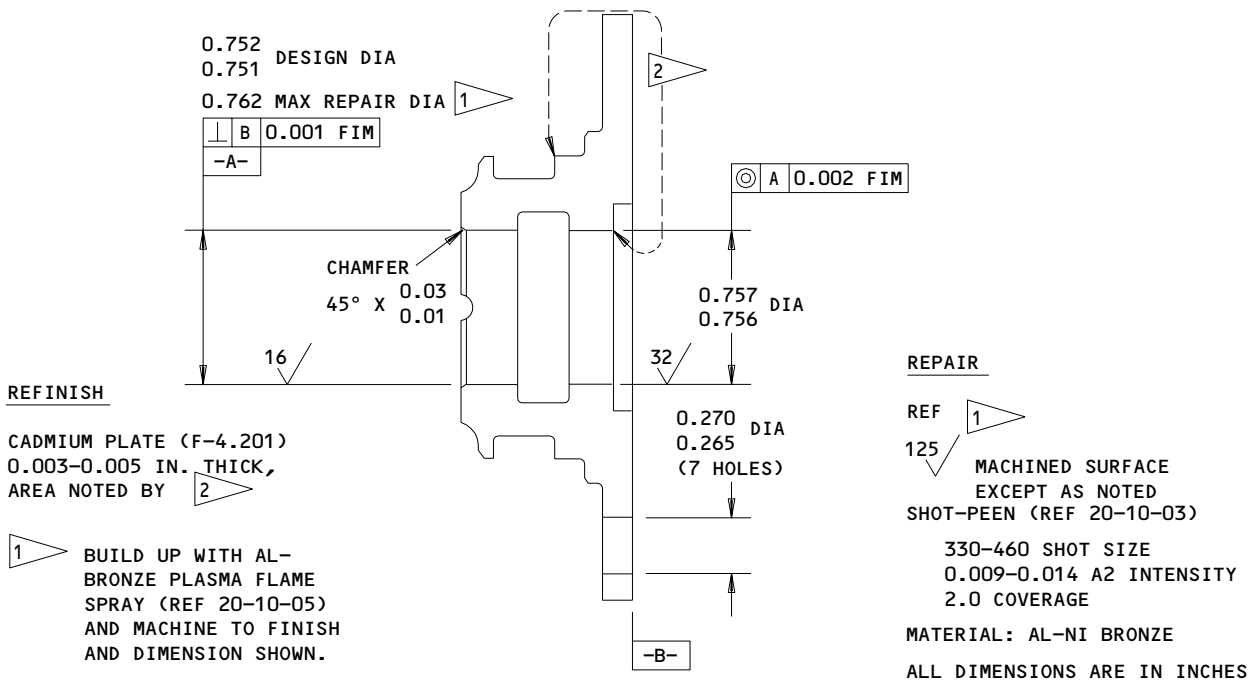 0.752
0.751 DESIGN DIA
0.762 MAX REPAIR DIA 1
⊥ B 0.001 FIM
-A-
2
◎ A 0.002 FIM
CHAMFER
45° X 0.03
0.01
0.757
0.756 DIA
16
32
0.270
0.265 DIA
(7 HOLES)
-B-
REFINISH
CADMIUM PLATE (F-4.201)
0.003-0.005 IN. THICK,
AREA NOTED BY 2
1 BUILD UP WITH AL-
BRONZE PLASMA FLAME
SPRAY (REF 20-10-05)
AND MACHINE TO FINISH
AND DIMENSION SHOWN.
REPAIR
REF 1
125
MACHINED SURFACE
EXCEPT AS NOTED
SHOT-PEEN (REF 20-10-03)
330-460 SHOT SIZE
0.009-0.014 A2 INTENSITY
2.0 COVERAGE
MATERIAL: AL-NI BRONZE
ALL DIMENSIONS ARE IN INCHES